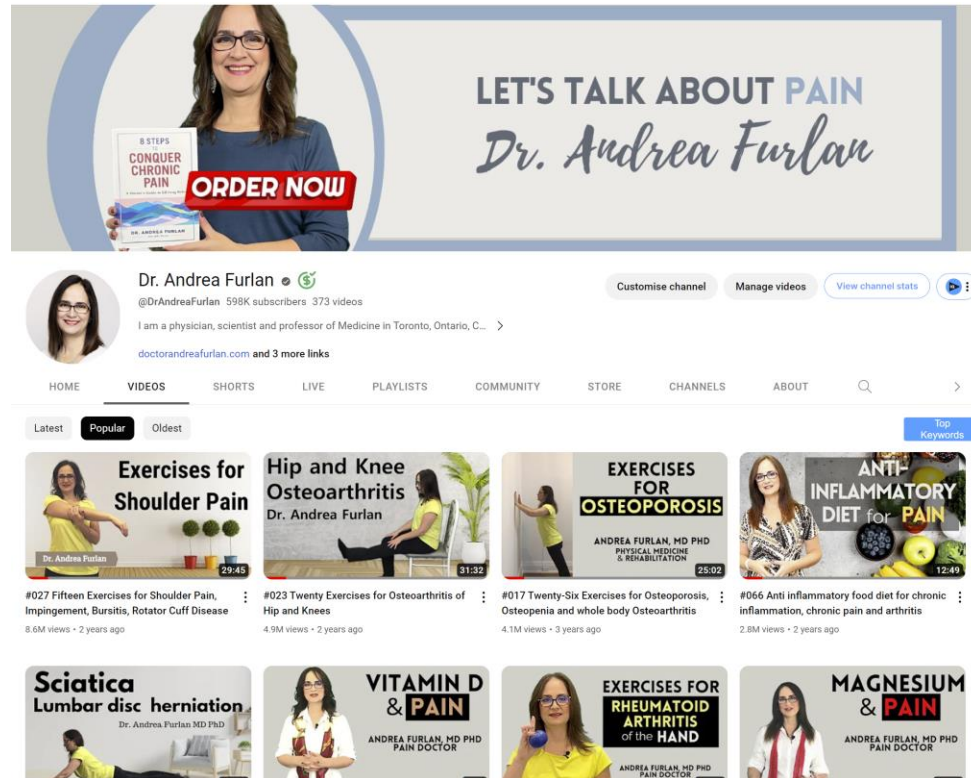 LET'S TALK ABOUT PAIN
Dr. Andrea Furlan
8 STEPS
TO
CONQUER
CHRONIC
PAIN
DR. ANDREA FURLAN
ORDER NOW
Dr. Andrea Furlan
@DrAndreaFurlan 598K subscribers 373 videos
I am a physician, scientist and professor of Medicine in Toronto, Ontario, C...
doctorandreafurlan.com and 3 more links
Customise channel
Manage videos
View channel stats
HOME VIDEOS SHORTS LIVE PLAYLISTS COMMUNITY STORE CHANNELS ABOUT
Latest Popular Oldest
Top
Keywords
Exercises for
Shoulder Pain
Dr. Andrea Furlan
29:45
#027 Fifteen Exercises for Shoulder Pain,
Impingement, Bursitis, Rotator Cuff Disease
8.6M views • 2 years ago
Hip and Knee
Osteoarthritis
Dr. Andrea Furlan
31:32
#023 Twenty Exercises for Osteoarthritis of
Hip and Knees
4.9M views • 2 years ago
EXERCISES
FOR
OSTEOPOROSIS
ANDREA FURLAN, MD PHD
PHYSICAL MEDICINE
& REHABILITATION
25:02
#017 Twenty-Six Exercises for Osteoporosis,
Osteopenia and whole body Osteoarthritis
4.1M views • 3 years ago
ANTI-
INFLAMMATORY
DIET for PAIN
12:49
#066 Anti inflammatory food diet for chronic
inflammation, chronic pain and arthritis
2.8M views • 2 years ago
Sciatica
Lumbar disc herniation
Dr. Andrea Furlan MD PhD
VITAMIN D
& PAIN
ANDREA FURLAN, MD PHD
PAIN DOCTOR
EXERCISES FOR
RHEUMATOID
ARTHRITIS
of the HAND
ANDREA FURLAN, MD PHD
PAIN DOCTOR
MAGNESIUM
& PAIN
ANDREA FURLAN, MD PHD
PAIN DOCTOR